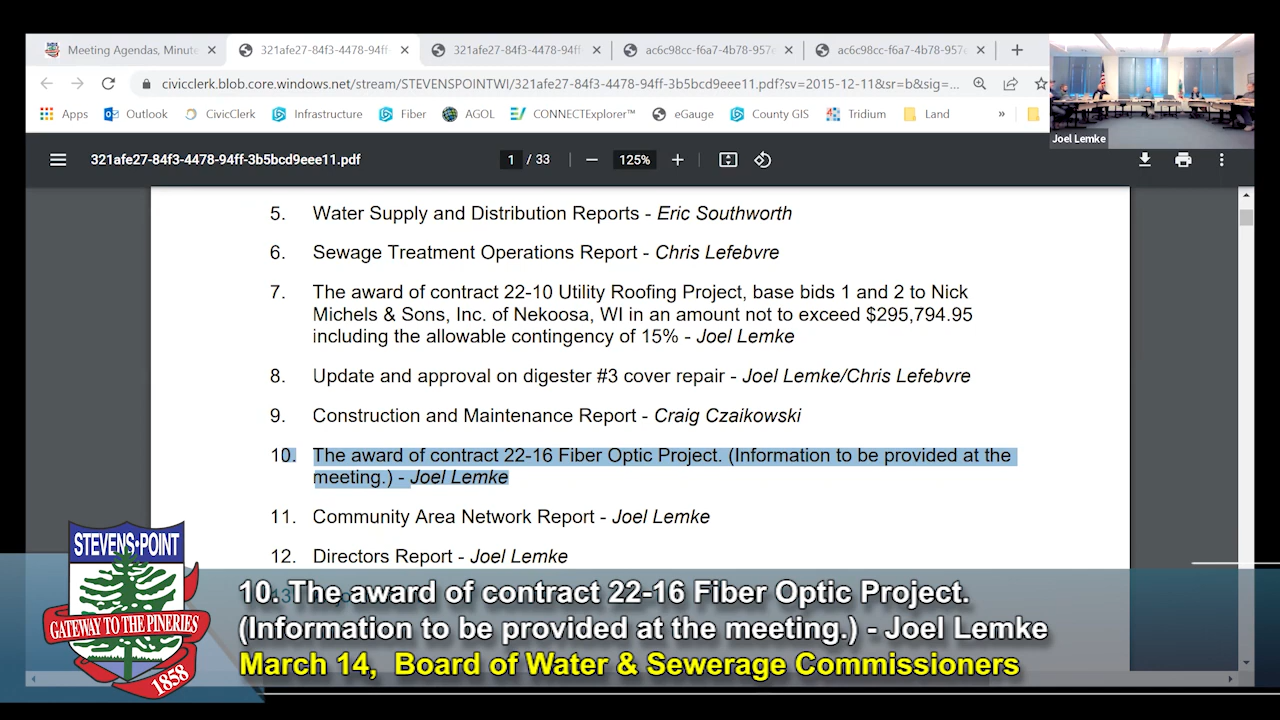 Meeting Agendas, Minute
321afe27-84f3-4478-94ff
321afe27-84f3-4478-94ff
ac6c98cc-f6a7-4b78-957
ac6c98cc-f6a7-4b78-957
civicclerk.blob.core.windows.net/stream/STEVENSPOINTWI/321afe27-84f3-4478-94ff-3b5bcd9eee11.pdf?sv=2015-12-11&sr=b&sig=...
Apps Outlook CivicClerk Infrastructure Fiber AGOL CONNECTExplorer™ eGauge County GIS Tridium Land »
Joel Lemke
321afe27-84f3-4478-94ff-3b5bcd9eee11.pdf 1 / 33 125%
5. Water Supply and Distribution Reports - Eric Southworth
6. Sewage Treatment Operations Report - Chris Lefebvre
7. The award of contract 22-10 Utility Roofing Project, base bids 1 and 2 to Nick
Michels & Sons, Inc. of Nekoosa, WI in an amount not to exceed $295,794.95
including the allowable contingency of 15% - Joel Lemke
8. Update and approval on digester #3 cover repair - Joel Lemke/Chris Lefebvre
9. Construction and Maintenance Report - Craig Czaikowski
10. The award of contract 22-16 Fiber Optic Project. (Information to be provided at the
meeting.) - Joel Lemke
11. Community Area Network Report - Joel Lemke
12. Directors Report - Joel Lemke
STEVENS•POINT
GATEWAY TO THE PINERIES
1858
10. The award of contract 22-16 Fiber Optic Project.
(Information to be provided at the meeting.) - Joel Lemke
March 14, Board of Water & Sewerage Commissioners